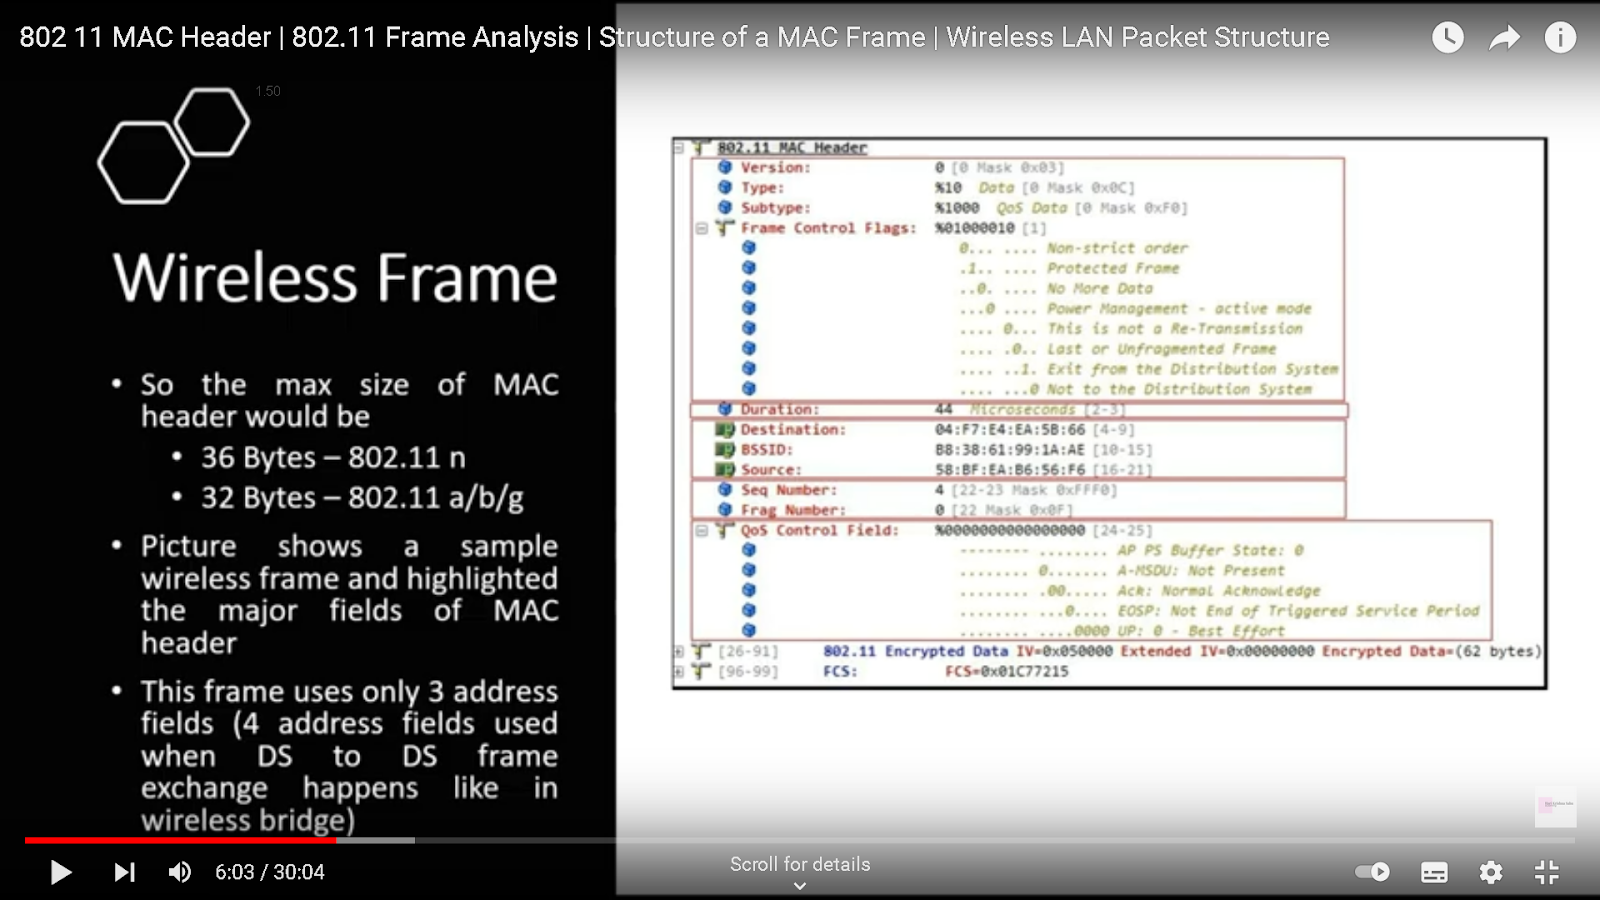 802 11 MAC Header | 802.11 Frame Analysis | Structure of a MAC Frame | Wireless LAN Packet Structure
1.50
Wireless Frame
• So the max size of MAC
header would be
• 36 Bytes – 802.11 n
• 32 Bytes – 802.11 a/b/g
• Picture shows a sample
wireless frame and highlighted
the major fields of MAC
header
• This frame uses only 3 address
fields (4 address fields used
when DS to DS frame
exchange happens like in
wireless bridge)
802.11 MAC Header
Version: 0 [0 Mask 0x03]
Type: %10 Data [0 Mask 0x0C]
Subtype: %1000 QoS Data [0 Mask 0xF0]
Frame Control Flags: %01000010 [1]
0... .... Non-strict order
.1.. .... Protected Frame
..0. .... No More Data
...0 .... Power Management - active mode
.... 0... This is not a Re-Transmission
.... .0.. Last or Unfragmented Frame
.... ..1. Exit from the Distribution System
.... ...0 Not to the Distribution System
Duration: 44 Microseconds [2-3]
Destination: 04:F7:E4:EA:5B:66 [4-9]
BSSID: B8:38:61:99:1A:AE [10-15]
Source: 58:BF:EA:B6:56:F6 [16-21]
Seq Number: 4 [22-23 Mask 0xFFF0]
Frag Number: 0 [22 Mask 0x0F]
QoS Control Field: %0000000000000000 [24-25]
-------- ........ AP PS Buffer State: 0
........ 0....... A-MSDU: Not Present
........ .00..... Ack: Normal Acknowledge
........ ...0.... EOSP: Not End of Triggered Service Period
........ ....0000 UP: 0 - Best Effort
[26-91] 802.11 Encrypted Data IV=0x050000 Extended IV=0x00000000 Encrypted Data=(62 bytes)
[96-99] FCS: FCS=0x01C77215
6:03 / 30:04
Scroll for details